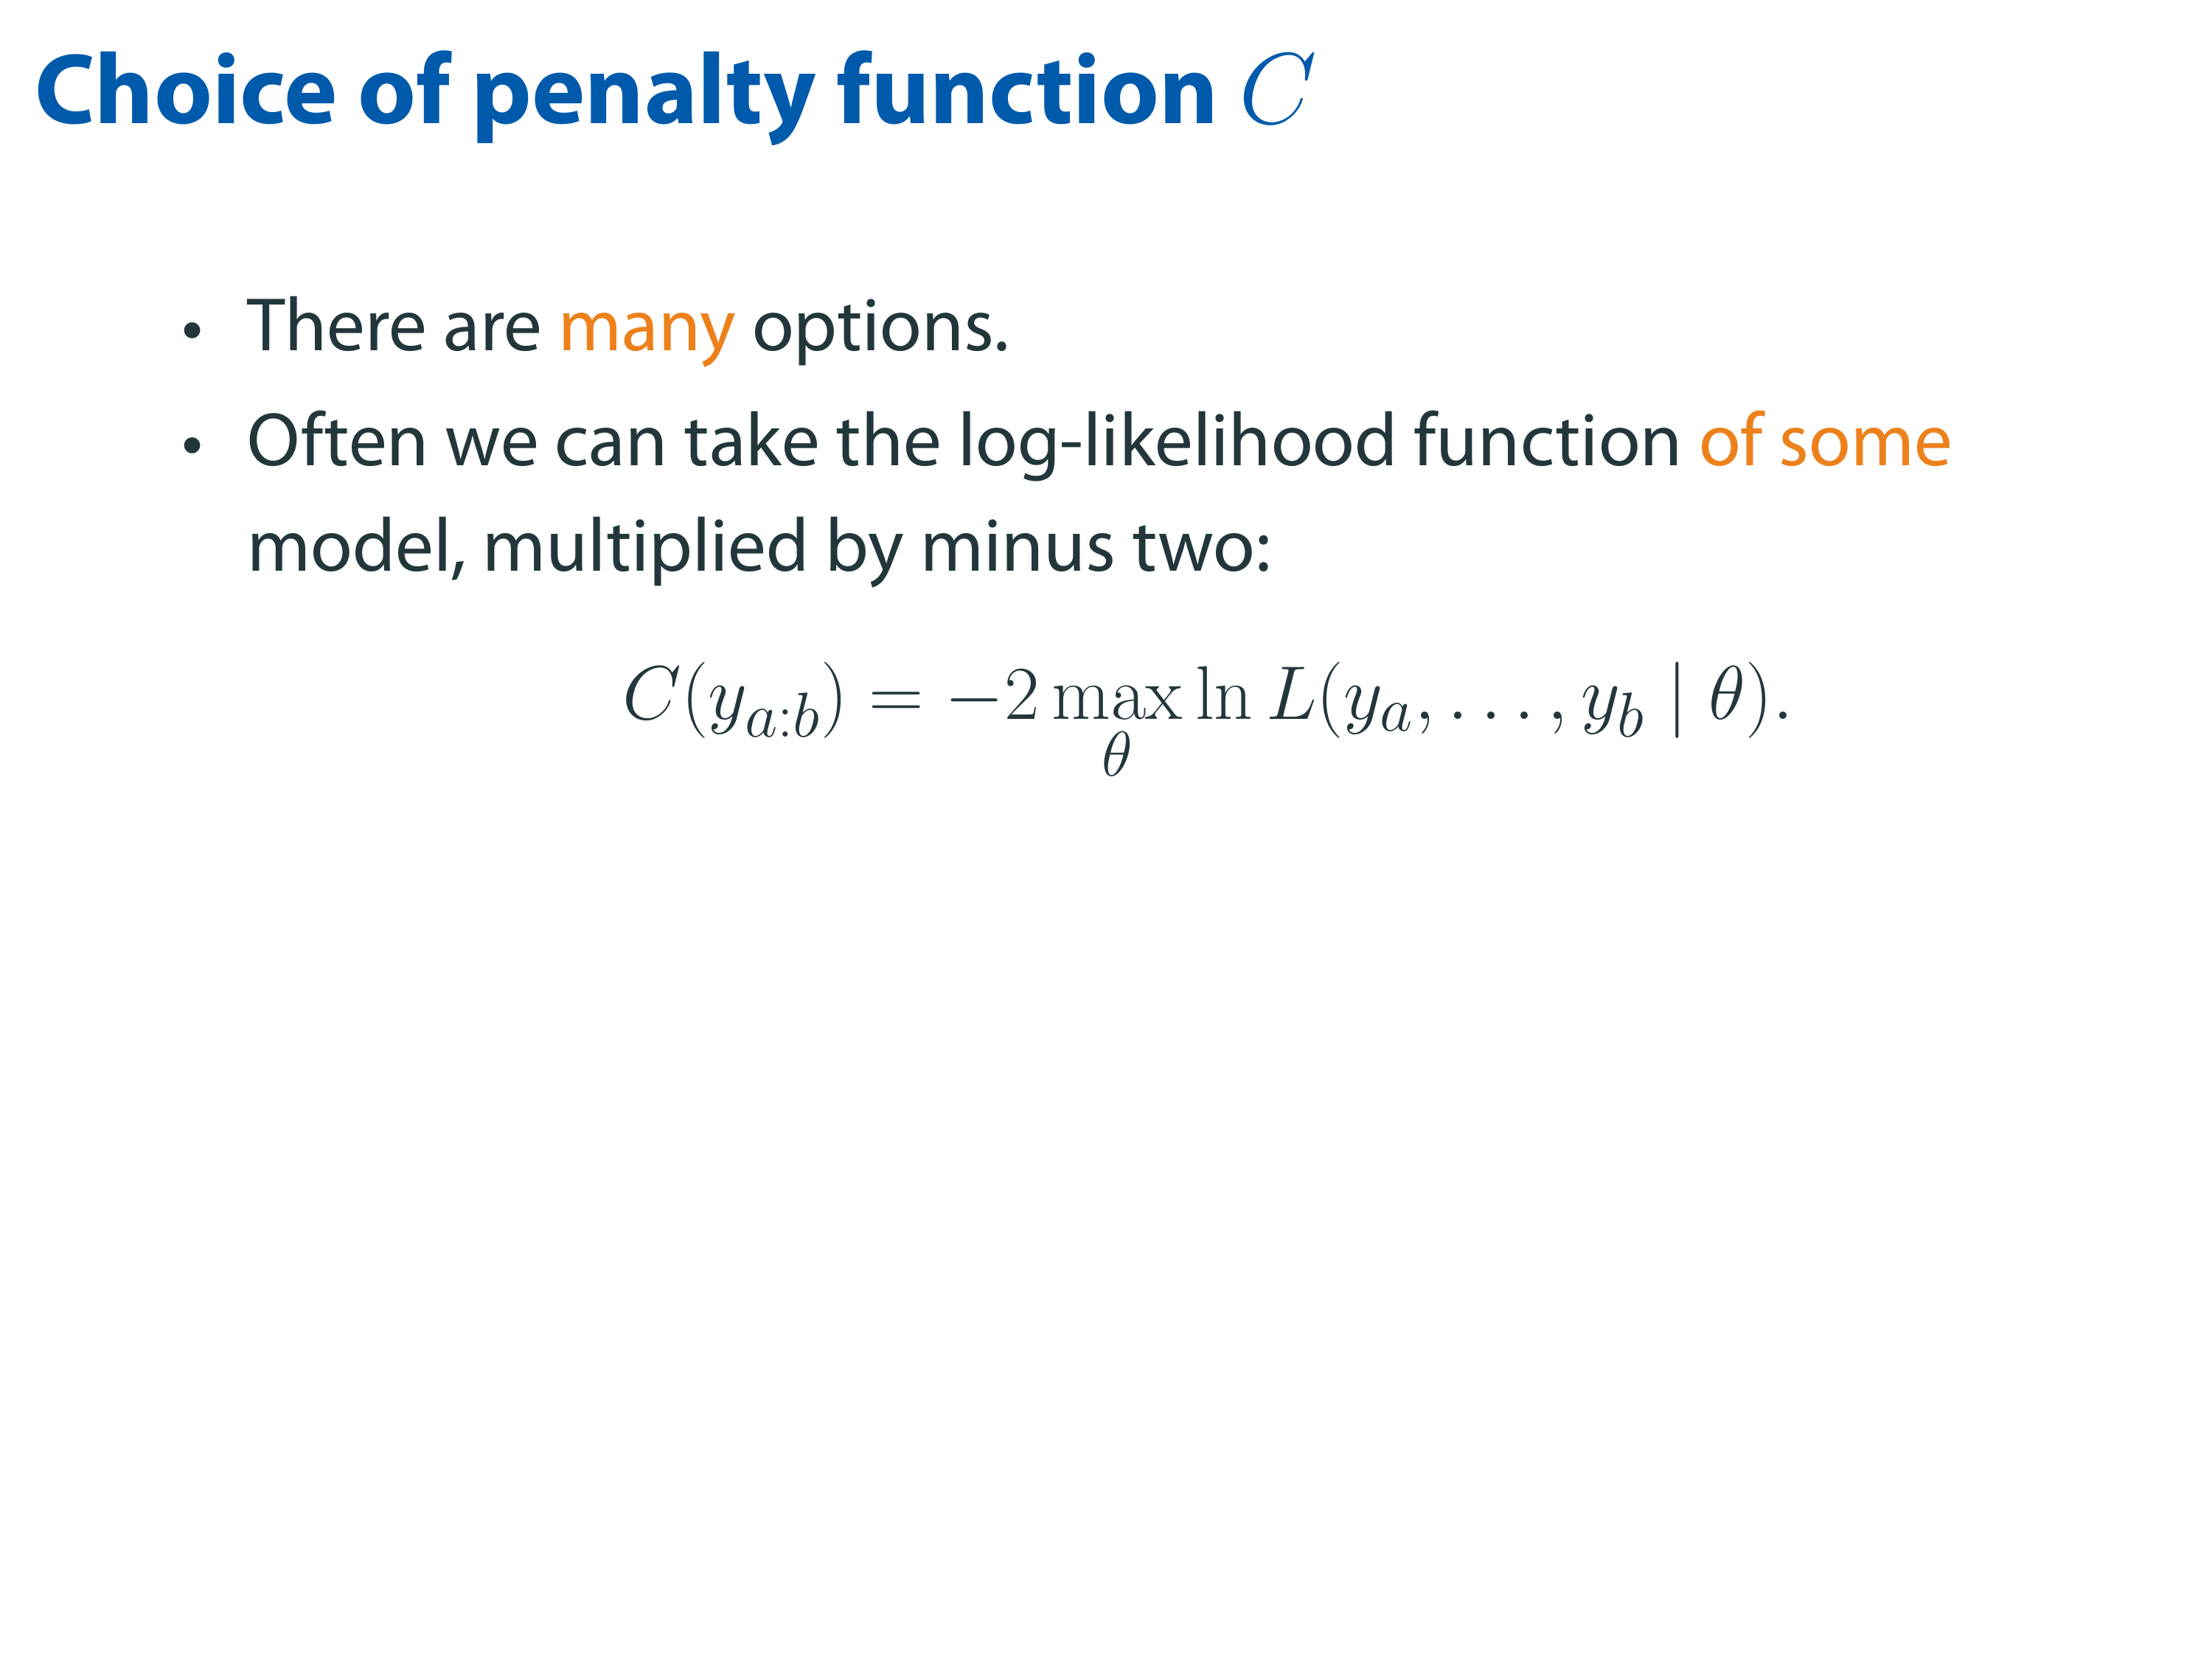 Choice of penalty function C
• There are many options.
• Often we can take the log-likelihood function of some
model, multiplied by minus two:
C(y_{a:b}) = −2 max_θ ln L(y_a, . . . , y_b | θ).